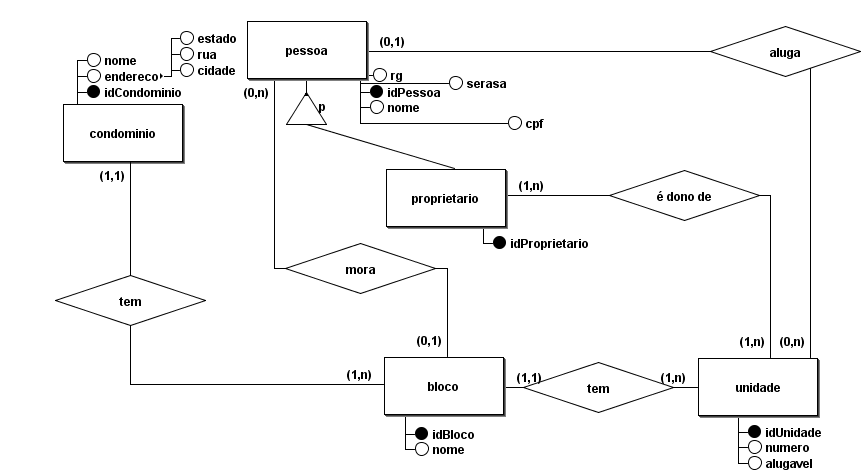 estado
nome
rua
endereco
cidade
idCondominio
condominio
(1,1)
pessoa
(0,1)
aluga
rg
serasa
(0,n)
idPessoa
p
nome
cpf
proprietario
(1,n)
é dono de
idProprietario
mora
tem
(0,1)
(1,n)
(0,n)
(1,n)
bloco
(1,1)
tem
(1,n)
unidade
idBloco
nome
idUnidade
numero
alugavel